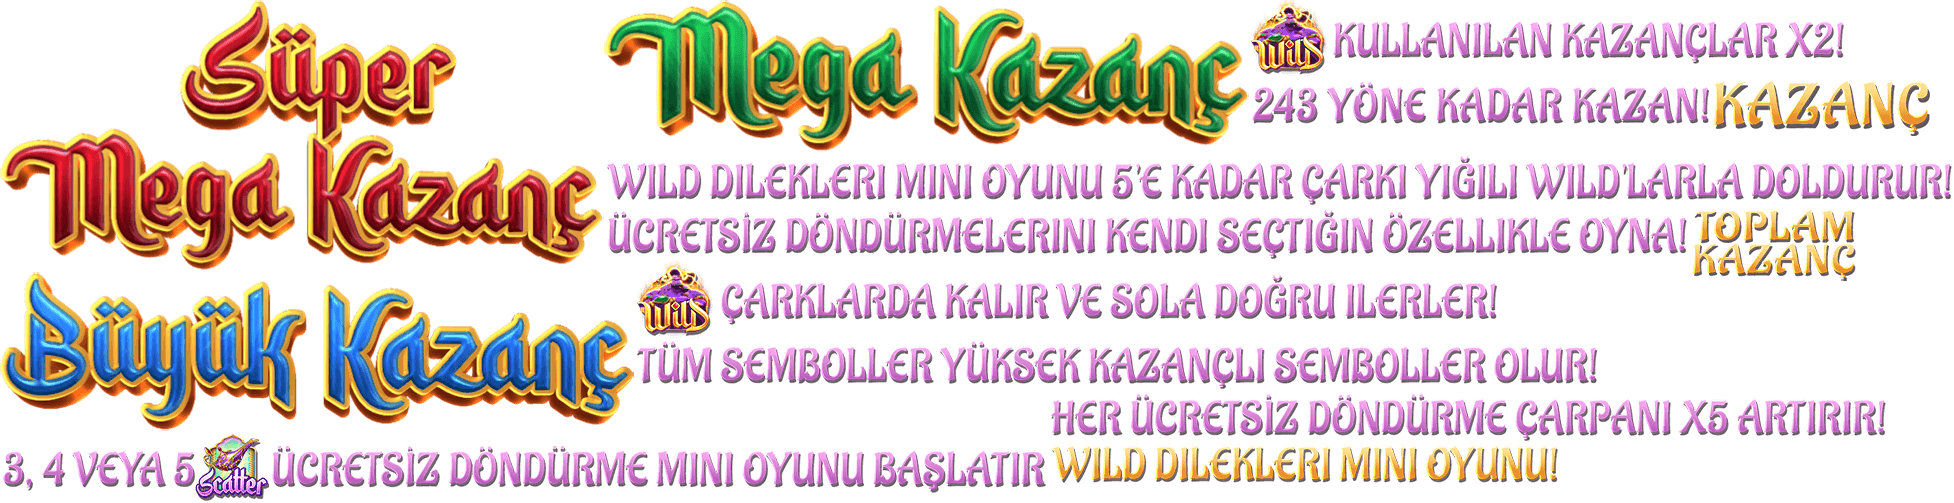 Süper
Mega Kazanç
Mega Kazanç
Wild KULLANILAN KAZANÇLAR X2!
243 YÖNE KADAR KAZAN!
KAZANÇ
WILD DILEKLERI MINI OYUNU 5'E KADAR ÇARKI YIĞILI WILD'LARLA DOLDURUR!
ÜCRETSİZ DÖNDÜRMELERINI KENDI SEÇTIĞIN ÖZELLIKLE OYNA!
TOPLAM
KAZANÇ
Büyük Kazanç
Wild ÇARKLARDA KALIR VE SOLA DOĞRU ILERLER!
TÜM SEMBOLLER YÜKSEK KAZANÇLI SEMBOLLER OLUR!
HER ÜCRETSİZ DÖNDÜRME ÇARPANI X5 ARTIRIR!
3, 4 VEYA 5 Scatter ÜCRETSİZ DÖNDÜRME MINI OYUNU BAŞLATIR
WILD DILEKLERI MINI OYUNU!